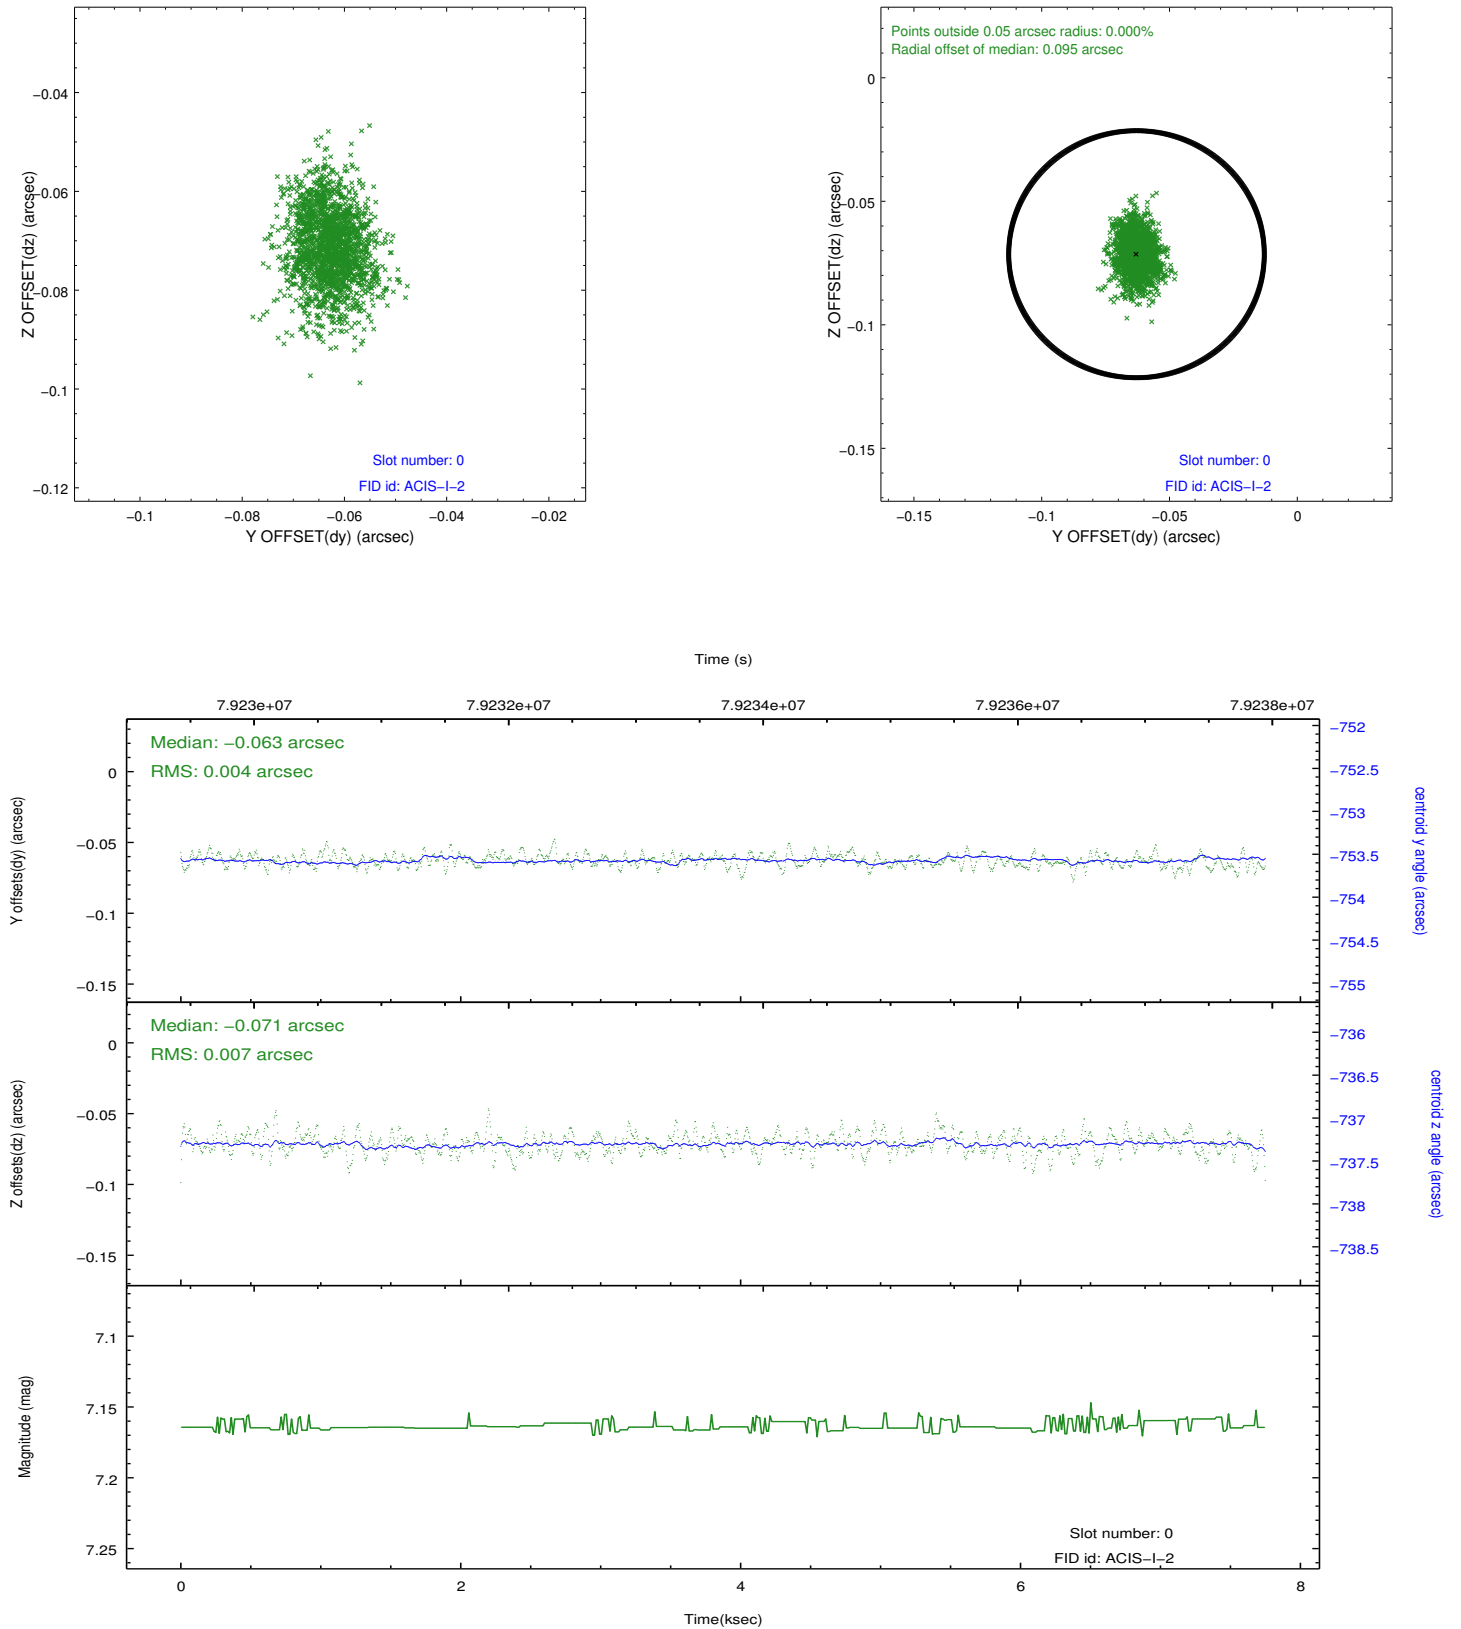 −0.04
−0.06
−0.08
−0.1
−0.12
Z OFFSET(dz) (arcsec)
Slot number: 0
FID id: ACIS−I−2
−0.1
−0.08
−0.06
−0.04
−0.02
Y OFFSET(dy) (arcsec)
Points outside 0.05 arcsec radius: 0.000%
Radial offset of median: 0.095 arcsec
0
−0.05
−0.1
−0.15
Z OFFSET(dz) (arcsec)
Slot number: 0
FID id: ACIS−I−2
−0.15
−0.1
−0.05
0
Y OFFSET(dy) (arcsec)
Time (s)
7.923e+07
7.9232e+07
7.9234e+07
7.9236e+07
7.9238e+07
Median: −0.063 arcsec
RMS: 0.004 arcsec
0
−0.05
−0.1
−0.15
Y offsets(dy) (arcsec)
−752
−752.5
−753
−753.5
−754
−754.5
−755
centroid y angle (arcsec)
Median: −0.071 arcsec
RMS: 0.007 arcsec
0
−0.05
−0.1
−0.15
Z offsets(dz) (arcsec)
−736
−736.5
−737
−737.5
−738
−738.5
centroid z angle (arcsec)
7.1
7.15
7.2
7.25
Magnitude (mag)
Slot number: 0
FID id: ACIS−I−2
0
2
4
6
8
Time(ksec)